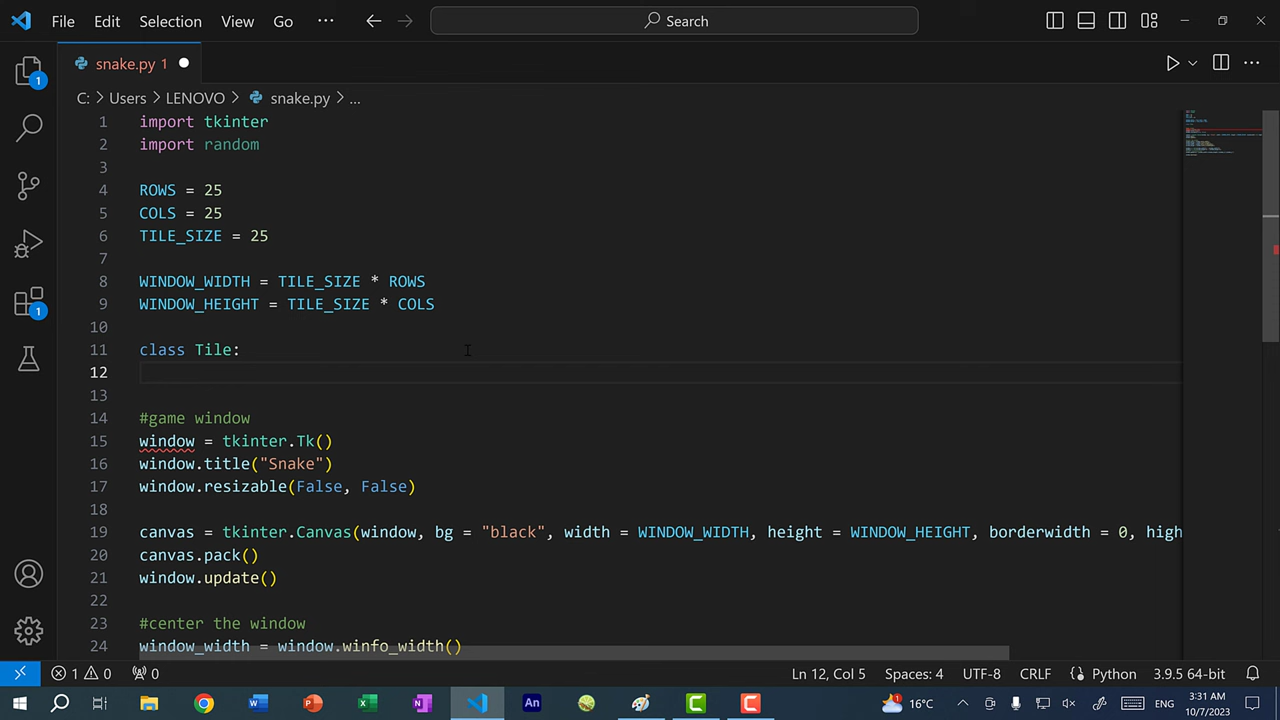 File Edit Selection View Go ··· Search
snake.py 1
C: > Users > LENOVO > snake.py > ...
1 import tkinter
2 import random
3
4 ROWS = 25
5 COLS = 25
6 TILE_SIZE = 25
7
8 WINDOW_WIDTH = TILE_SIZE * ROWS
9 WINDOW_HEIGHT = TILE_SIZE * COLS
10
11 class Tile:
12
13
14 #game window
15 window = tkinter.Tk()
16 window.title("Snake")
17 window.resizable(False, False)
18
19 canvas = tkinter.Canvas(window, bg = "black", width = WINDOW_WIDTH, height = WINDOW_HEIGHT, borderwidth = 0, high
20 canvas.pack()
21 window.update()
22
23 #center the window
24 window_width = window.winfo_width()
1
1
1 0 0 Ln 12, Col 5 Spaces: 4 UTF-8 CRLF Python 3.9.5 64-bit
16°C ENG 3:31 AM
10/7/2023